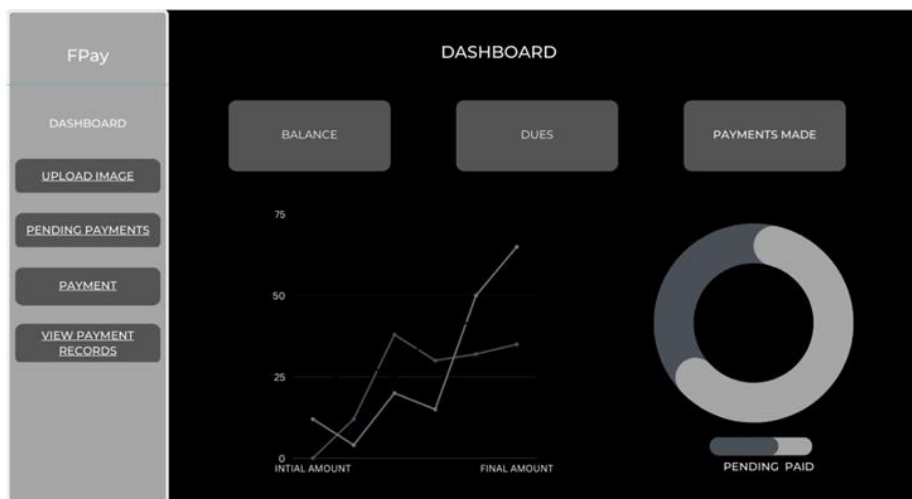 FPay
DASHBOARD
UPLOAD IMAGE
PENDING PAYMENTS
PAYMENT
VIEW PAYMENT
RECORDS
DASHBOARD
BALANCE
DUES
PAYMENTS MADE
75
50
25
0
INTIAL AMOUNT
FINAL AMOUNT
PENDING PAID